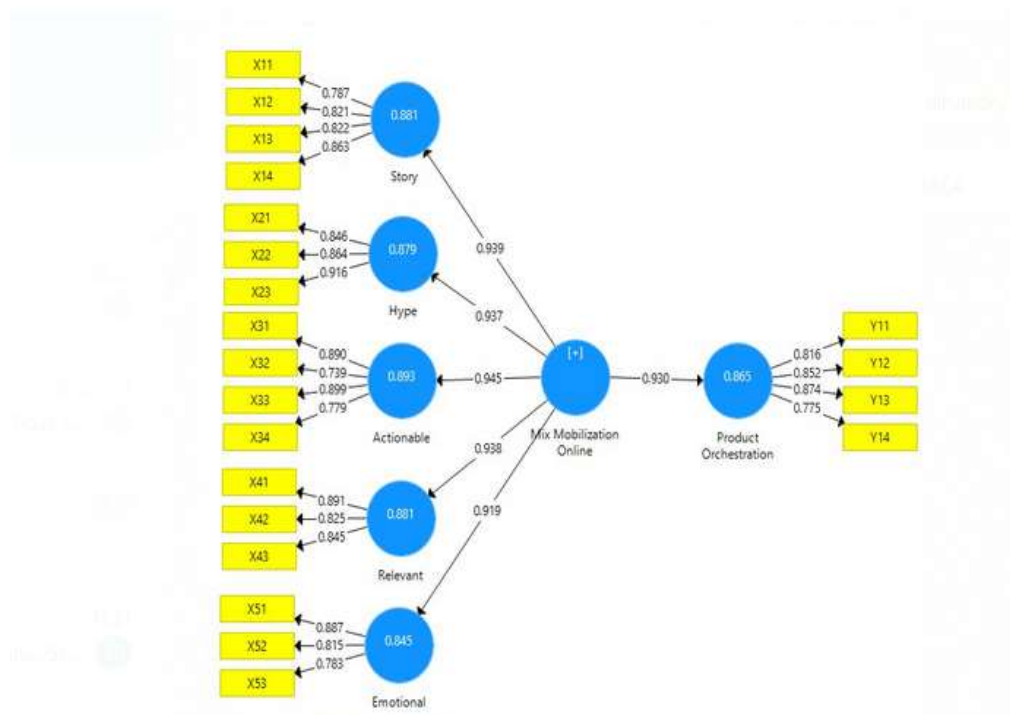 X11
X12
X13
X14
0.787
0.821
0.822
0.863
0.881
Story
X21
X22
X23
0.846
0.864
0.916
0.879
Hype
X31
X32
X33
X34
0.890
0.739
0.899
0.779
0.893
Actionable
X41
X42
X43
0.891
0.825
0.845
0.881
Relevant
X51
X52
X53
0.887
0.815
0.783
0.845
Emotional
0.939
0.937
0.945
0.938
0.919
[+]
Mix Mobilization
Online
0.930
0.865
Product
Orchestration
0.816
0.852
0.874
0.775
Y11
Y12
Y13
Y14